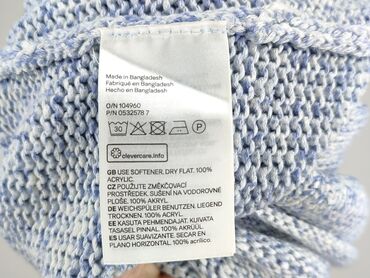 Made in Bangladesh
Fabriqué en Bangladesh
Hecho en Bangladesh
O/N 104960
P/N 0532578 7
30 P
clevercare.info
GB USE SOFTENER. DRY FLAT. 100%
ACRYLIC.
CZ POUŽIJTE ZMĚKČOVACÍ
PROSTŘEDEK. SUŠENÍ NA VODOROVNÉ
PLOŠE. 100% AKRYL.
DE WEICHSPÜLER BENUTZEN. LIEGEND
TROCKNEN. 100% ACRYL.
EE KASUTA PEHMENDAJAT. KUIVATA
TASASEL PINNAL. 100% AKRÜÜL
ES USAR SUAVIZANTE. SECAR EN
PLANO HORIZONTAL. 100% acrílico.